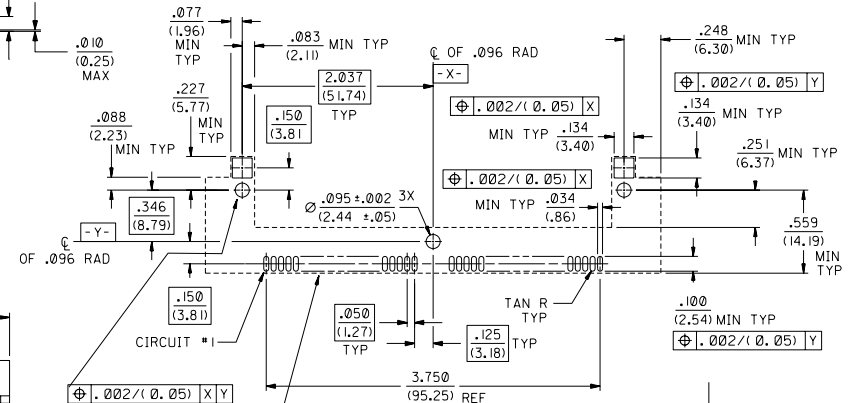 .010
(0.25)
MAX
.077
(1.96)
MIN
TYP
.083
(2.11)
MIN TYP
℄ OF .096 RAD
-X-
.248
(6.30)
MIN TYP
2.037
(51.74)
TYP
⌖ .002/(0.05) Y
.227
(5.77)
MIN
TYP
.150
(3.81
⌖ .002/(0.05) X
.134
(3.40)
MIN TYP
MIN TYP .134
(3.40)
.088
(2.23)
MIN TYP
.251
(6.37)
MIN TYP
⌖ .002/(0.05) X
.346
(8.79)
Ø .095 ±.002 3X
(2.44 ±.05)
MIN TYP .034
(.86)
-Y-
℄
OF .096 RAD
.559
(14.19)
MIN
TYP
.150
(3.81)
CIRCUIT #1
.050
(1.27)
TYP
.125
(3.18)
TYP
TAN R
TYP
.100
(2.54) MIN TYP
⌖ .002/(0.05) Y
3.750
(95.25) REF
⌖ .002/(0.05) X Y